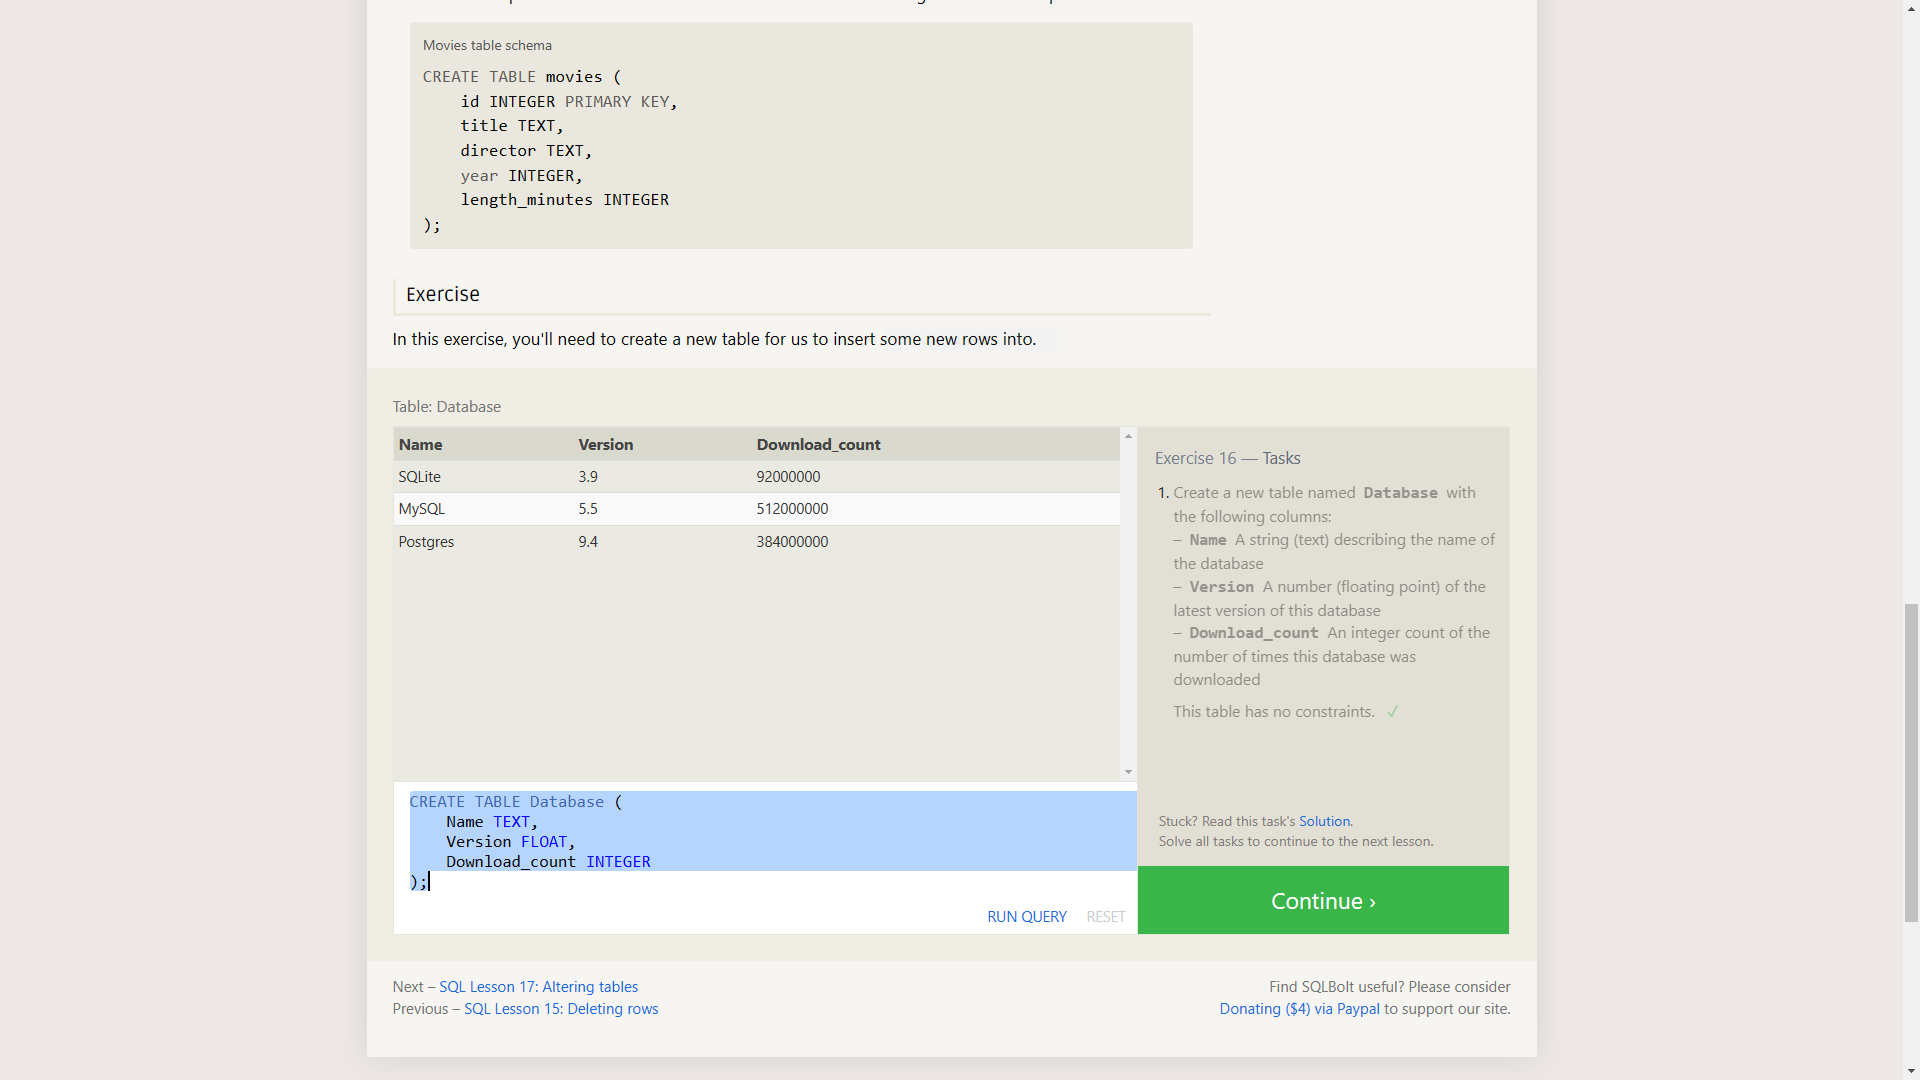 Movies table schema
CREATE TABLE movies (
id INTEGER PRIMARY KEY,
title TEXT,
director TEXT,
year INTEGER,
length_minutes INTEGER
);
Exercise
In this exercise, you'll need to create a new table for us to insert some new rows into.
Table: Database
Name Version Download_count
SQLite 3.9 92000000
MySQL 5.5 512000000
Postgres 9.4 384000000
Exercise 16 — Tasks
1. Create a new table named Database with
the following columns:
– Name A string (text) describing the name of
the database
– Version A number (floating point) of the
latest version of this database
– Download_count An integer count of the
number of times this database was
downloaded
This table has no constraints. ✓
CREATE TABLE Database (
Name TEXT,
Version FLOAT,
Download_count INTEGER
);
RUN QUERY RESET
Stuck? Read this task's Solution.
Solve all tasks to continue to the next lesson.
Continue ›
Next – SQL Lesson 17: Altering tables
Previous – SQL Lesson 15: Deleting rows
Find SQLBolt useful? Please consider
Donating ($4) via Paypal to support our site.